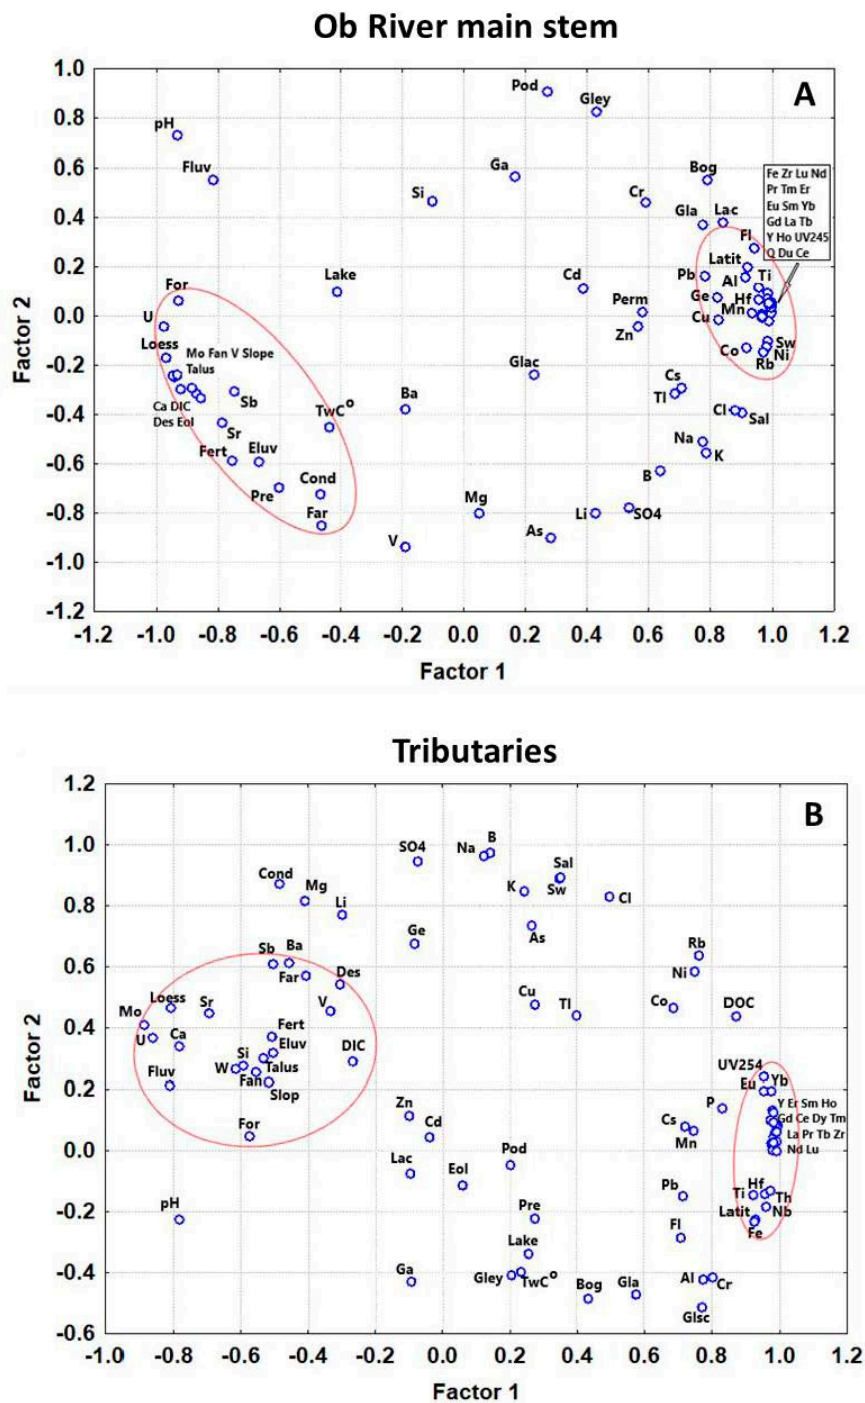 Ob River main stem
A
1.0
0.8
0.6
0.4
0.2
0.0
-0.2
-0.4
-0.6
-0.8
-1.0
-1.2
Factor 2
Pod
Gley
pH
Fluv
Ga
Si
Cr
Bog
Gla
Lac
Fe Zr Lu Nd
Pr Tm Er
Eu Sm Yb
Gd La Tb
Y Ho UV245
Q Du Ce
Fl
Latit
For
Lake
Cd
Pb
Al
Ti
U
Perm
Ge
Hf
Mn
Zn
Cu
Loess
Mo Fan V Slope
Talus
Glac
Co
Sw
Ni
Rb
Ca DIC
Des Eol
Sb
Cs
Tl
Sr
TwC°
Ba
Cl
Sal
Fert
Eluv
Na
K
Pre
Cond
B
Far
Mg
Li
SO4
V
As
-1.2 -1.0 -0.8 -0.6 -0.4 -0.2 0.0 0.2 0.4 0.6 0.8 1.0 1.2
Factor 1
Tributaries
B
1.2
1.0
0.8
0.6
0.4
0.2
0.0
-0.2
-0.4
-0.6
Factor 2
SO4
Na
B
Cond
Mg
K
Sal
Sw
Cl
Li
Ge
As
Rb
Sb
Ba
Far
Des
Ni
Loess
Sr
V
Cu
Tl
Co
DOC
Mo
U
Ca
Fert
Eluv
DIC
Si
W
Talus
Fan
Slop
Fluv
UV254
Eu
Yb
For
Zn
Cd
P
Cs
Mn
Y Er Sm Ho
Gd Ce Dy Tm
La Pr Tb Zr
Nd Lu
Lac
Eol
Pod
pH
Pre
Pb
Ti
Hf
Th
Nb
Latit
Fe
Lake
Fl
Ga
Gley
TwC°
Bog
Gla
Al
Cr
Glsc
-1.0 -0.8 -0.6 -0.4 -0.2 0.0 0.2 0.4 0.6 0.8 1.0 1.2
Factor 1